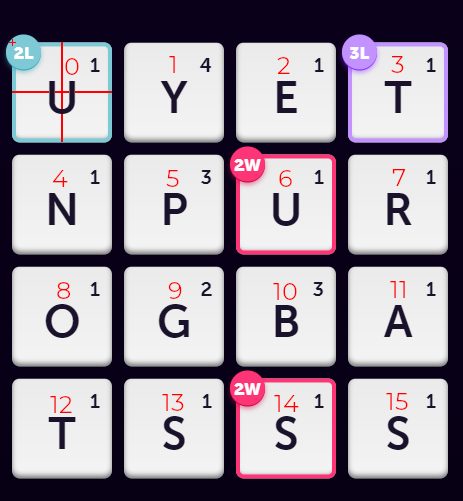 2L 0 1 1 4 2 1 3L 3 1
U Y E T
4 1 5 3 2W 6 1 7 1
N P U R
8 1 9 2 10 3 11 1
O G B A
12 1 13 1 2W 14 1 15 1
T S S S